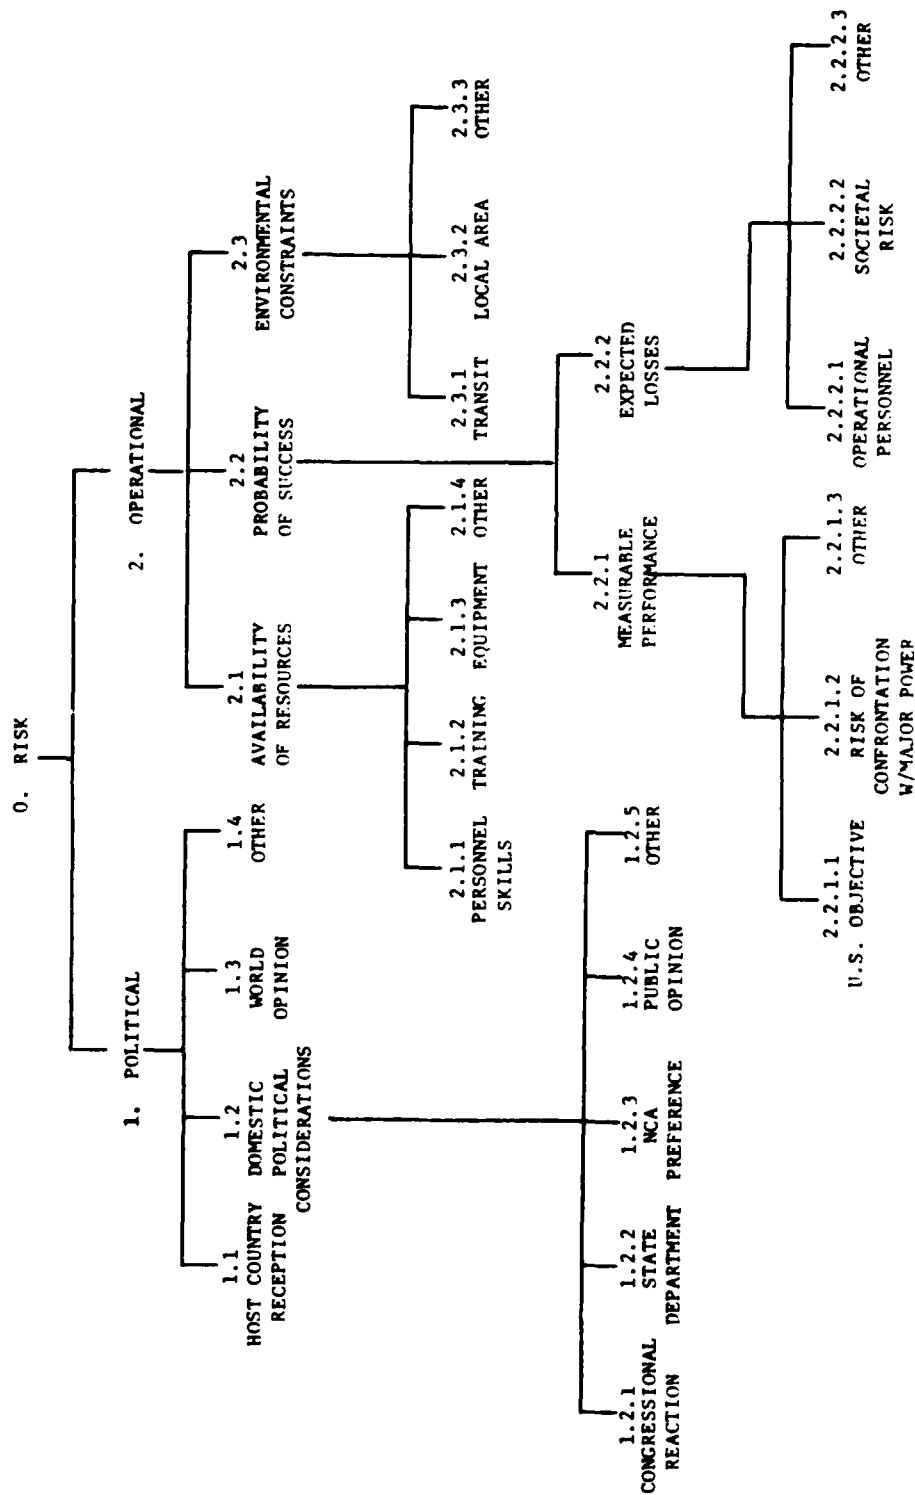 0. RISK
1. POLITICAL
2. OPERATIONAL
1.1
HOST COUNTRY
RECEPTION
1.2
DOMESTIC
POLITICAL
CONSIDERATIONS
1.3
WORLD
OPINION
1.4
OTHER
2.1
AVAILABILITY
OF RESOURCES
2.2
PROBABILITY
OF SUCCESS
2.3
ENVIRONMENTAL
CONSTRAINTS
2.1.1
PERSONNEL
SKILLS
2.1.2
TRAINING
2.1.3
EQUIPMENT
2.1.4
OTHER
2.3.1
TRANSIT
2.3.2
LOCAL AREA
2.3.3
OTHER
1.2.1
CONGRESSIONAL
REACTION
1.2.2
STATE
DEPARTMENT
1.2.3
NCA
PREFERENCE
1.2.4
PUBLIC
OPINION
1.2.5
OTHER
2.2.1
MEASURABLE
PERFORMANCE
2.2.2
EXPECTED
LOSSES
2.2.1.1
U.S. OBJECTIVE
2.2.1.2
RISK OF
CONFRONTATION
W/MAJOR POWER
2.2.1.3
OTHER
2.2.2.1
OPERATIONAL
PERSONNEL
2.2.2.2
SOCIETAL
RISK
2.2.2.3
OTHER